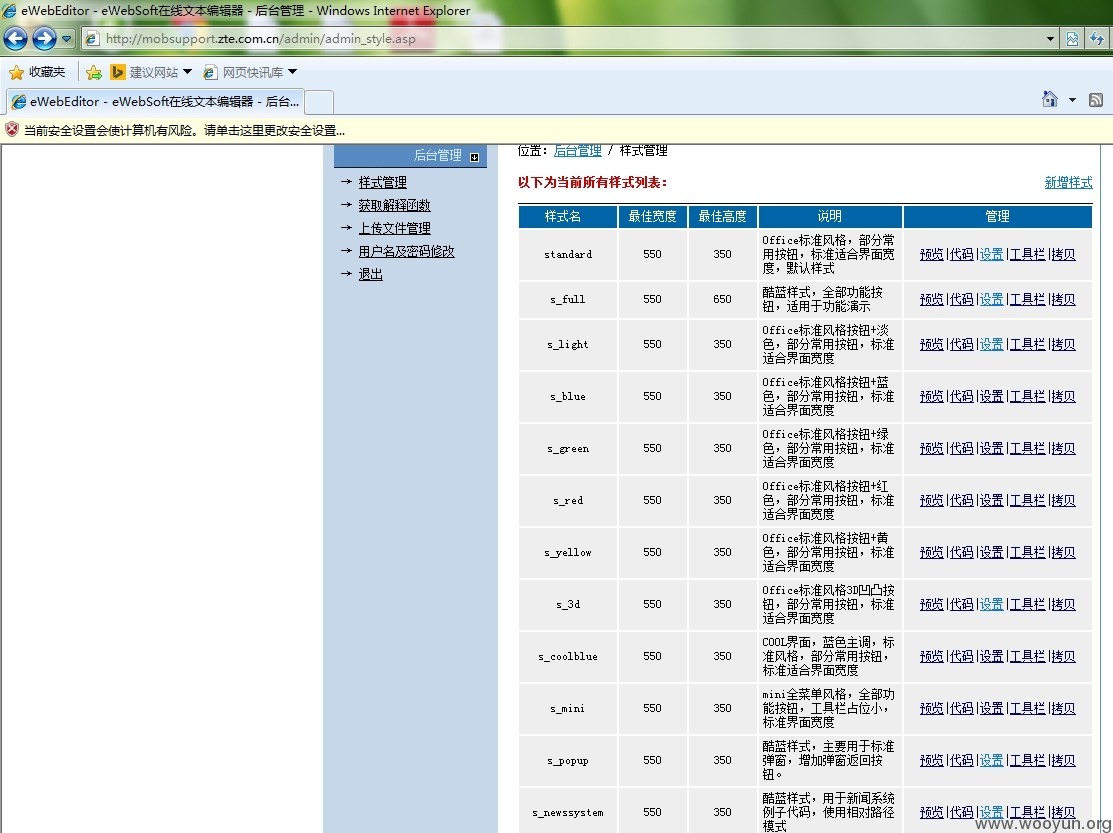 eWebEditor - eWebSoft在线文本编辑器 - 后台管理 - Windows Internet Explorer
http://mobsupport.zte.com.cn/admin/admin_style.asp
收藏夹 建议网站 网页快讯库
eWebEditor - eWebSoft在线文本编辑器 - 后台...
当前安全设置会使计算机有风险。请单击这里更改安全设置...
后台管理
样式管理
获取解释函数
上传文件管理
用户名及密码修改
退出
位置：后台管理 / 样式管理
以下为当前所有样式列表： 新增样式
样式名 最佳宽度 最佳高度 说明 管理
standard 550 350 Office标准风格，部分常
用按钮，标准适合界面宽
度，默认样式
预览|代码|设置|工具栏|拷贝
s_full 550 650 酷蓝样式，全部功能按
钮，适用于功能演示
预览|代码|设置|工具栏|拷贝
s_light 550 350 Office标准风格按钮+淡
色，部分常用按钮，标准
适合界面宽度
预览|代码|设置|工具栏|拷贝
s_blue 550 350 Office标准风格按钮+蓝
色，部分常用按钮，标准
适合界面宽度
预览|代码|设置|工具栏|拷贝
s_green 550 350 Office标准风格按钮+绿
色，部分常用按钮，标准
适合界面宽度
预览|代码|设置|工具栏|拷贝
s_red 550 350 Office标准风格按钮+红
色，部分常用按钮，标准
适合界面宽度
预览|代码|设置|工具栏|拷贝
s_yellow 550 350 Office标准风格按钮+黄
色，部分常用按钮，标准
适合界面宽度
预览|代码|设置|工具栏|拷贝
s_3d 550 350 Office标准风格3D凹凸按
钮，部分常用按钮，标准
适合界面宽度
预览|代码|设置|工具栏|拷贝
s_coolblue 550 350 COOL界面，蓝色主调，标
准风格，部分常用按钮，
标准适合界面宽度
预览|代码|设置|工具栏|拷贝
s_mini 550 350 mini全菜单风格，全部功
能按钮，工具栏占位小，
标准界面宽度
预览|代码|设置|工具栏|拷贝
s_popup 550 350 酷蓝样式，主要用于标准
弹窗，增加弹窗返回按
钮。
预览|代码|设置|工具栏|拷贝
s_newssystem 550 350 酷蓝样式，用于新闻系统
例子代码，使用相对路径
模式
预览|代码|设置|工具栏|拷贝
www.wooyun.org